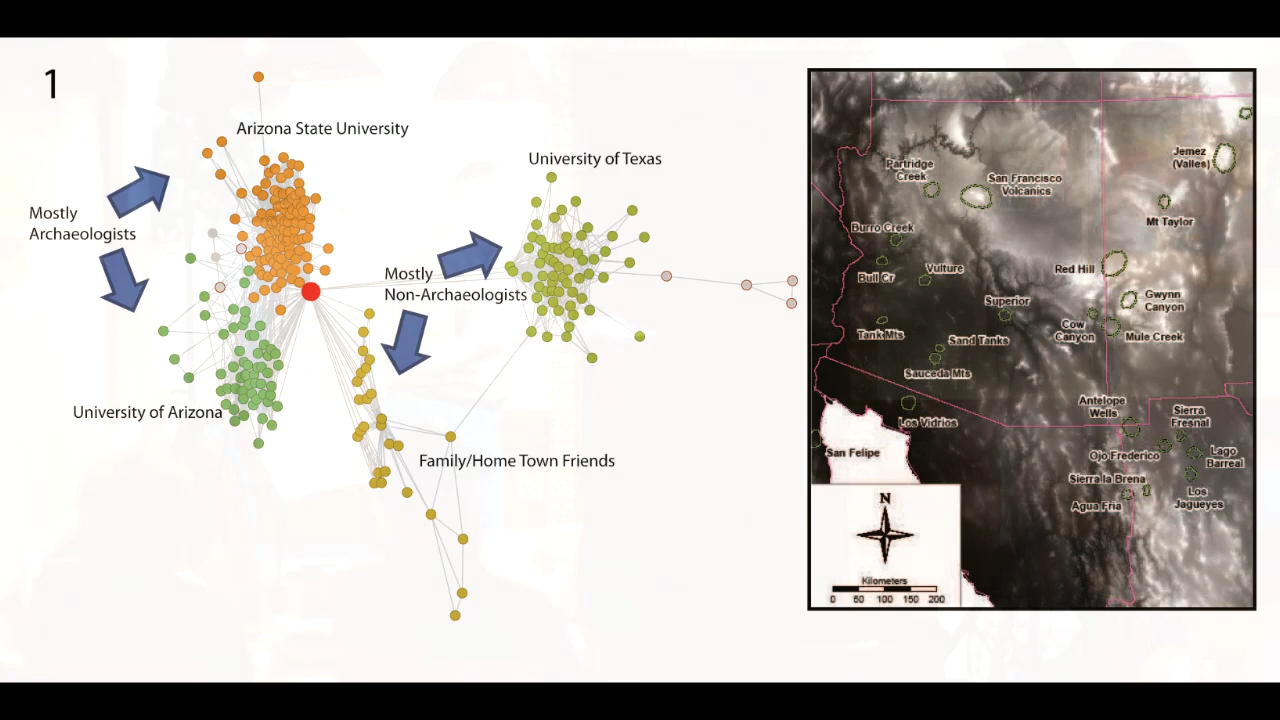 1
Arizona State University
University of Texas
Mostly
Archaeologists
Mostly
Non-Archaeologists
University of Arizona
Family/Home Town Friends
Jemez
(Valles)
Partridge
Creek
San Francisco
Volcanics
Mt Taylor
Burro Creek
Bull Cr
Vulture
Red Hill
Superior
Gwynn
Canyon
Cow
Canyon
Mule Creek
Tank Mts
Sand Tanks
Sauceda Mts
Los Vidrios
Antelope
Wells
Sierra
Fresnal
San Felipe
Ojo Frederico
Lago
Barreal
Sierra la Brena
Agua Fria
Los
Jagueyes
N
Kilometers
0 50 100 150 200